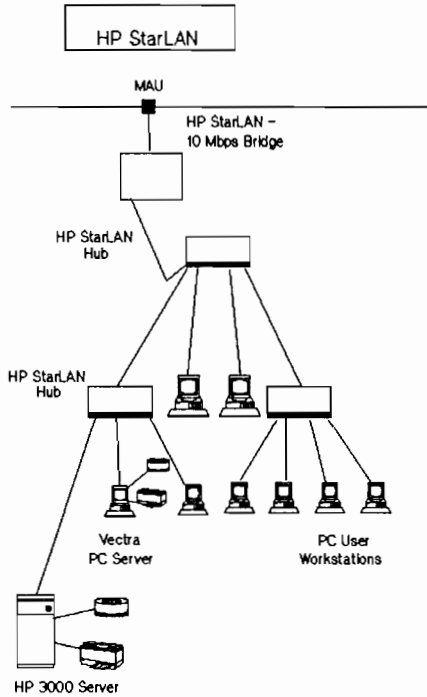 HP StarLAN
MAU
HP StarLAN -
10 Mbps Bridge
HP StarLAN
Hub
HP StarLAN
Hub
Vectra
PC Server
PC User
Workstations
HP 3000 Server